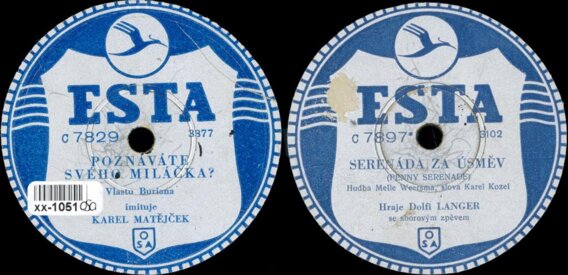 ESTA
C 7829
3377
POZNÁVÁTE
SVÉHO MILÁČKA?
Vlastu Buriana
imituje
KAREL MATĚJČEK
xx-1051
OSA
ESTA
C 7897
3102
SERENÁDA ZA ÚSMĚV
(PENNY SERENADE)
Hudba Melle Weersma, slova Karel Kozel
Hraje Dolfi LANGER
se sborovým zpěvem
OSA